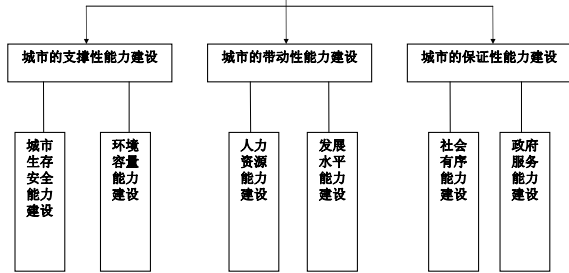 城市的支撑性能力建设
城市的带动性能力建设
城市的保证性能力建设
城市
生存
安全
能力
建设
环境
容量
能力
建设
人力
资源
能力
建设
发展
水平
能力
建设
社会
有序
能力
建设
政府
服务
能力
建设